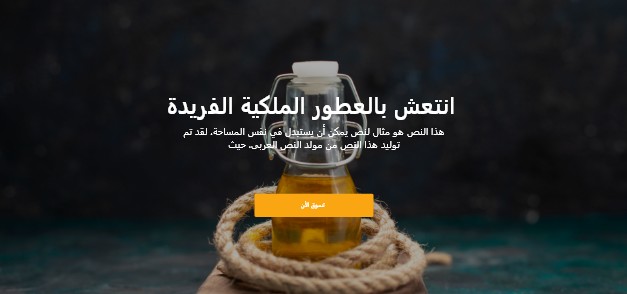 انتعش بالعطور الملكية الفريدة
هذا النص هو مثال لنص يمكن أن يستبدل في نفس المساحة، لقد تم
توليد هذا النص من مولد النص العربى، حيث
تسوق الآن